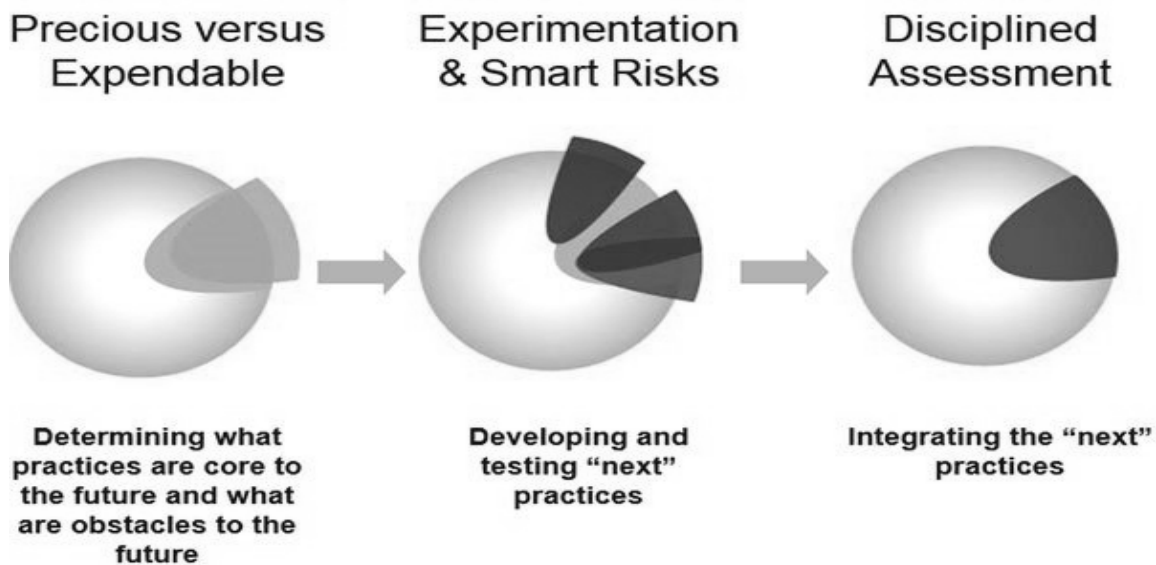 Precious versus
Expendable
Experimentation
& Smart Risks
Disciplined
Assessment
Determining what
practices are core to
the future and what
are obstacles to the
future
Developing and
testing “next”
practices
Integrating the “next”
practices